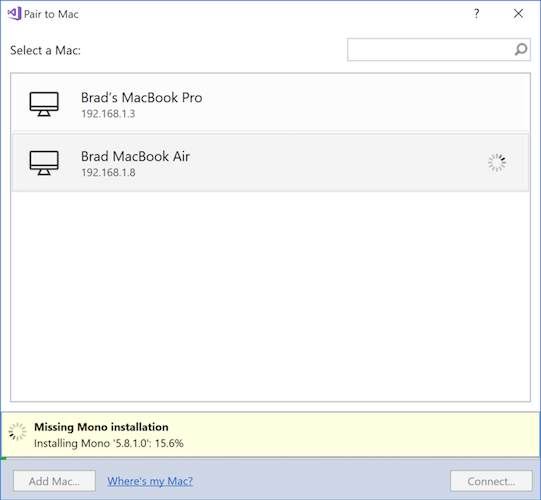 Pair to Mac
?
Select a Mac:
Brad's MacBook Pro
192.168.1.3
Brad MacBook Air
192.168.1.8
Missing Mono installation
Installing Mono '5.8.1.0': 15.6%
Add Mac...
Where's my Mac?
Connect...